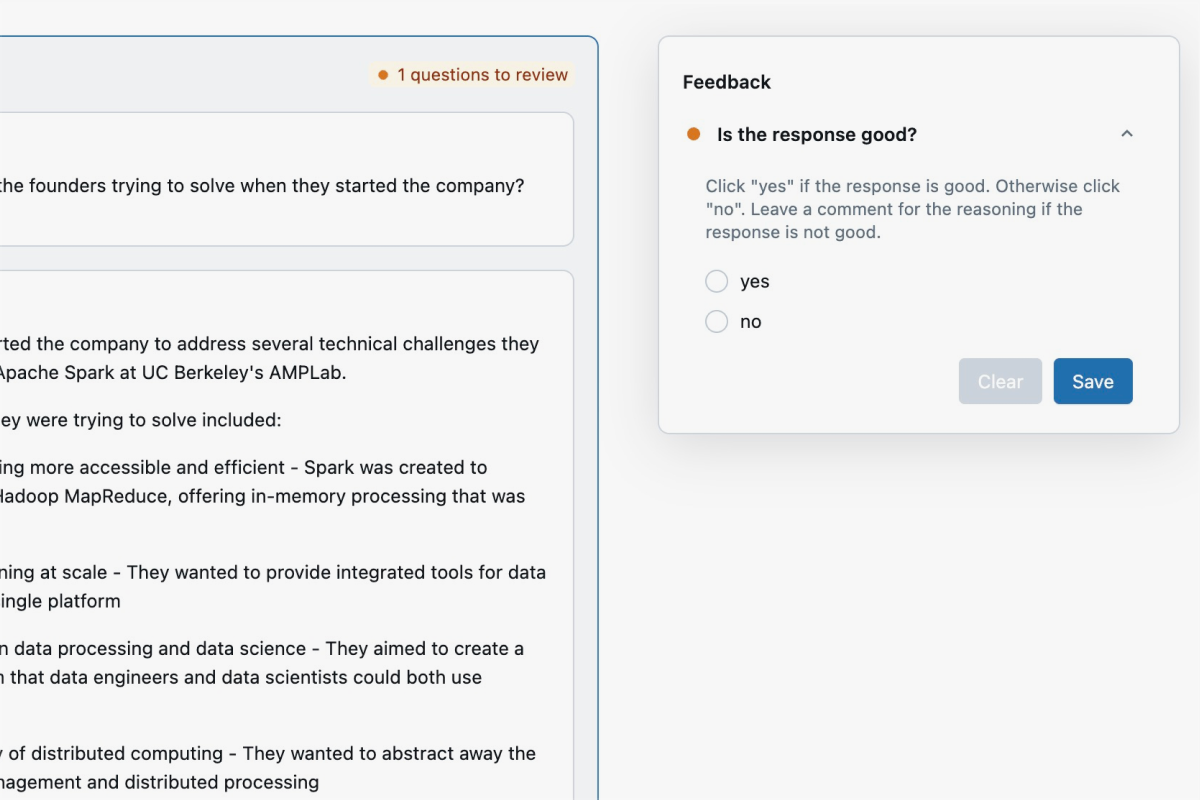 1 questions to review
the founders trying to solve when they started the company?
rted the company to address several technical challenges they
Apache Spark at UC Berkeley's AMPLab.
ey were trying to solve included:
ing more accessible and efficient - Spark was created to
Hadoop MapReduce, offering in-memory processing that was
ning at scale - They wanted to provide integrated tools for data
ingle platform
n data processing and data science - They aimed to create a
that data engineers and data scientists could both use
y of distributed computing - They wanted to abstract away the
nagement and distributed processing
Feedback
Is the response good?
Click "yes" if the response is good. Otherwise click
"no". Leave a comment for the reasoning if the
response is not good.
yes
no
Clear
Save